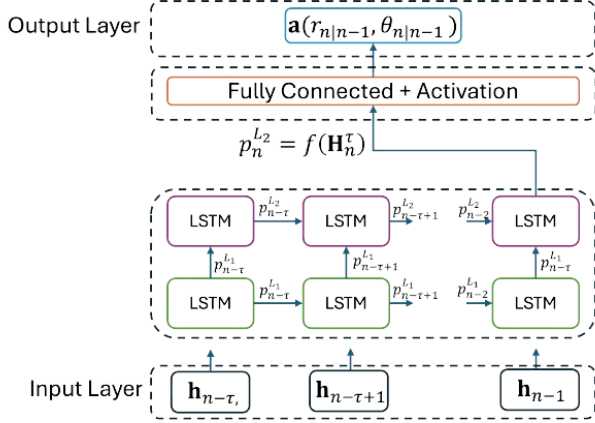 Output Layer
a(r_{n|n−1}, θ_{n|n−1})
Fully Connected + Activation
p_n^{L_2} = f(H_n^τ)
LSTM p_{n−τ}^{L_2} LSTM p_{n−τ+1}^{L_2} p_{n−2}^{L_2} LSTM
p_{n−τ}^{L_1} p_{n−τ+1}^{L_1} p_{n−τ}^{L_1}
LSTM p_{n−τ}^{L_1} LSTM p_{n−τ+1}^{L_1} p_{n−2}^{L_1} LSTM
Input Layer h_{n−τ,} h_{n−τ+1} h_{n−1}